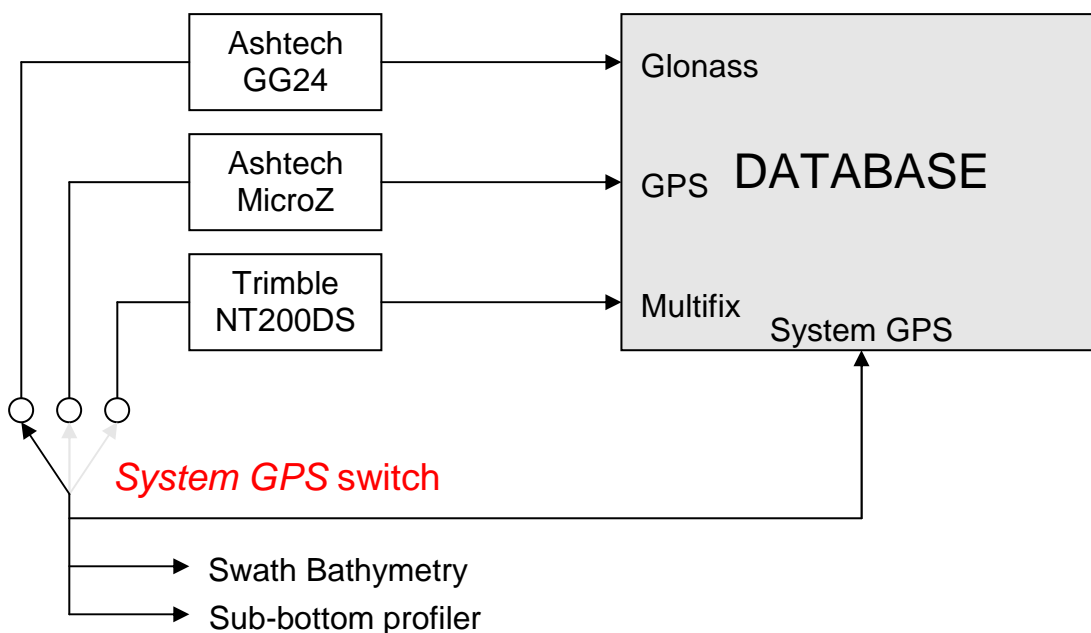 Ashtech
GG24
Glonass
Ashtech
MicroZ
GPS
DATABASE
Trimble
NT200DS
Multifix
System GPS
System GPS switch
Swath Bathymetry
Sub-bottom profiler